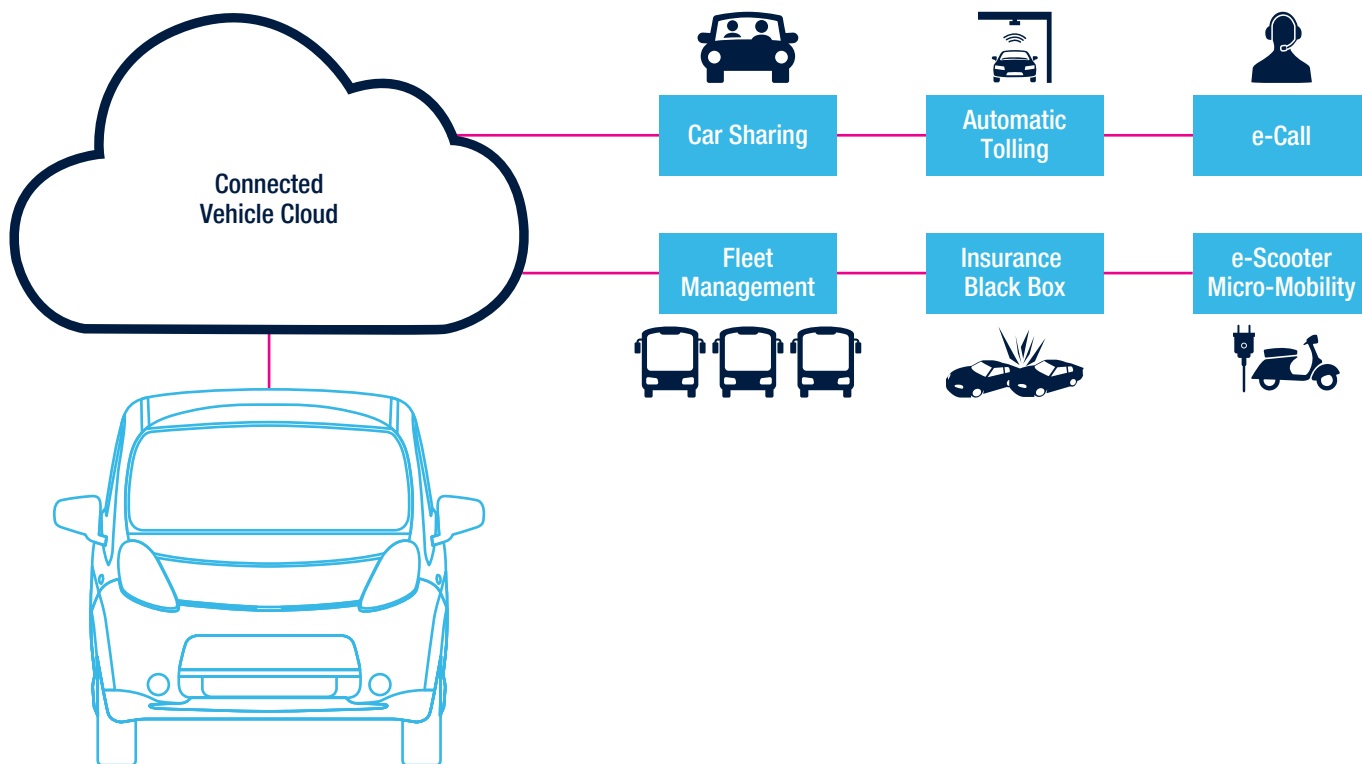 Connected
Vehicle Cloud
Car Sharing
Automatic
Tolling
e-Call
Fleet
Management
Insurance
Black Box
e-Scooter
Micro-Mobility